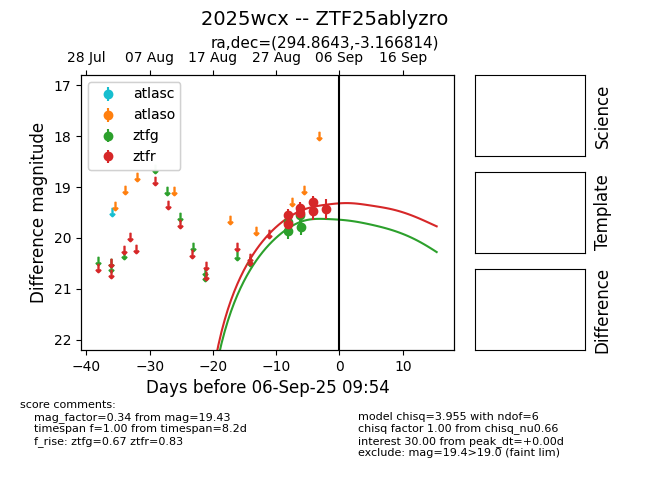 2025wcx -- ZTF25ablyzro
ra,dec=(294.8643,-3.166814)
28 Jul 07 Aug 17 Aug 27 Aug 06 Sep 16 Sep
17
18
19
20
21
22
Difference magnitude
atlasc
atlaso
ztfg
ztfr
−40 −30 −20 −10 0 10
Days before 06-Sep-25 09:54
Science
Template
Difference
score comments:
mag_factor=0.34 from mag=19.43
timespan f=1.00 from timespan=8.2d
f_rise: ztfg=0.67 ztfr=0.83
model chisq=3.955 with ndof=6
chisq factor 1.00 from chisq_nu0.66
interest 30.00 from peak_dt=+0.00d
exclude: mag=19.4>19.0 (faint lim)